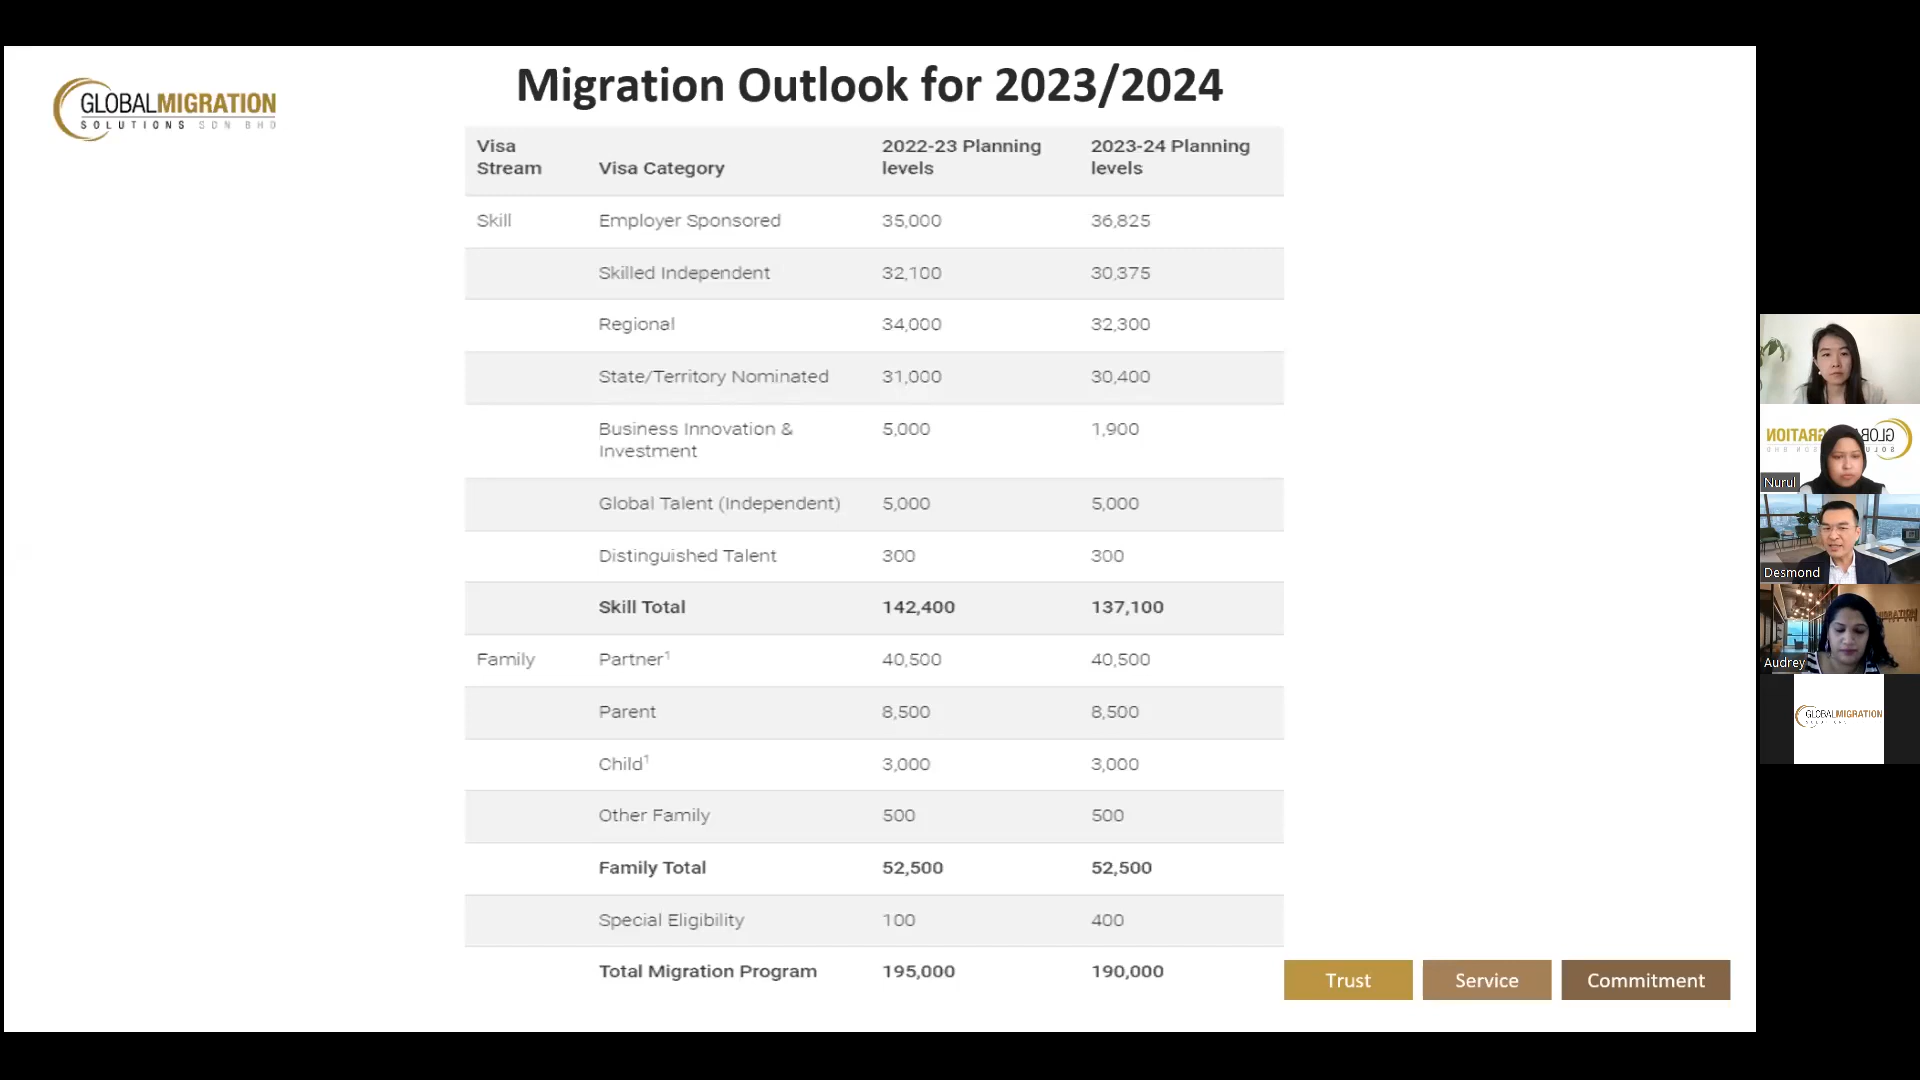 Migration Outlook for 2023/2024
GLOBALMIGRATION
SOLUTIONS SDN BHD
Visa Stream Visa Category 2022-23 Planning levels 2023-24 Planning levels
Skill Employer Sponsored 35,000 36,825
Skilled Independent 32,100 30,375
Regional 34,000 32,300
State/Territory Nominated 31,000 30,400
Business Innovation & Investment 5,000 1,900
Global Talent (Independent) 5,000 5,000
Distinguished Talent 300 300
Skill Total 142,400 137,100
Family Partner¹ 40,500 40,500
Parent 8,500 8,500
Child¹ 3,000 3,000
Other Family 500 500
Family Total 52,500 52,500
Special Eligibility 100 400
Total Migration Program 195,000 190,000
Trust Service Commitment
Nurul
Desmond
Audrey
GLOBALMIGRATION